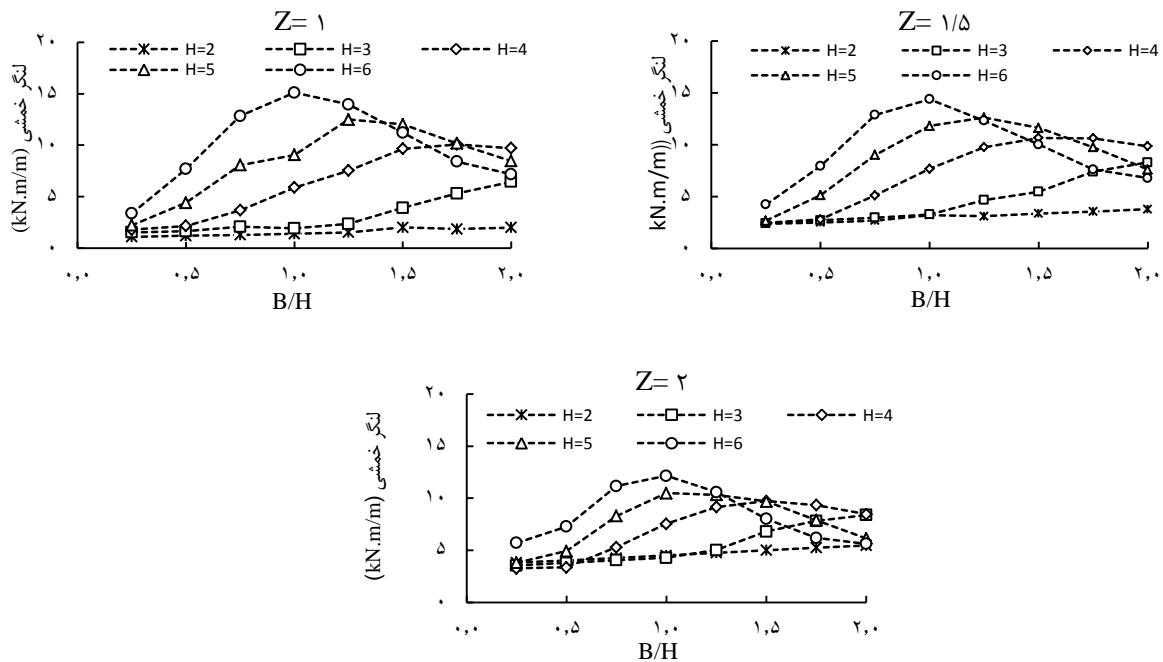 Z= ۱
۲۰
۱۵
۱۰
۵
۰
لنگر خمشی (kN.m/m)
H=2
H=3
H=4
H=5
H=6
۰,۰
۰,۵
۱,۰
۱,۵
۲,۰
B/H
Z= ۱/۵
۲۰
۱۵
۱۰
۵
۰
لنگر خمشی ((kN.m/m
H=2
H=3
H=4
H=5
H=6
۰,۰
۰,۵
۱,۰
۱,۵
۲,۰
B/H
Z= ۲
۲۰
۱۵
۱۰
۵
۰
لنگر خمشی (kN.m/m)
H=2
H=3
H=4
H=5
H=6
۰,۰
۰,۵
۱,۰
۱,۵
۲,۰
B/H